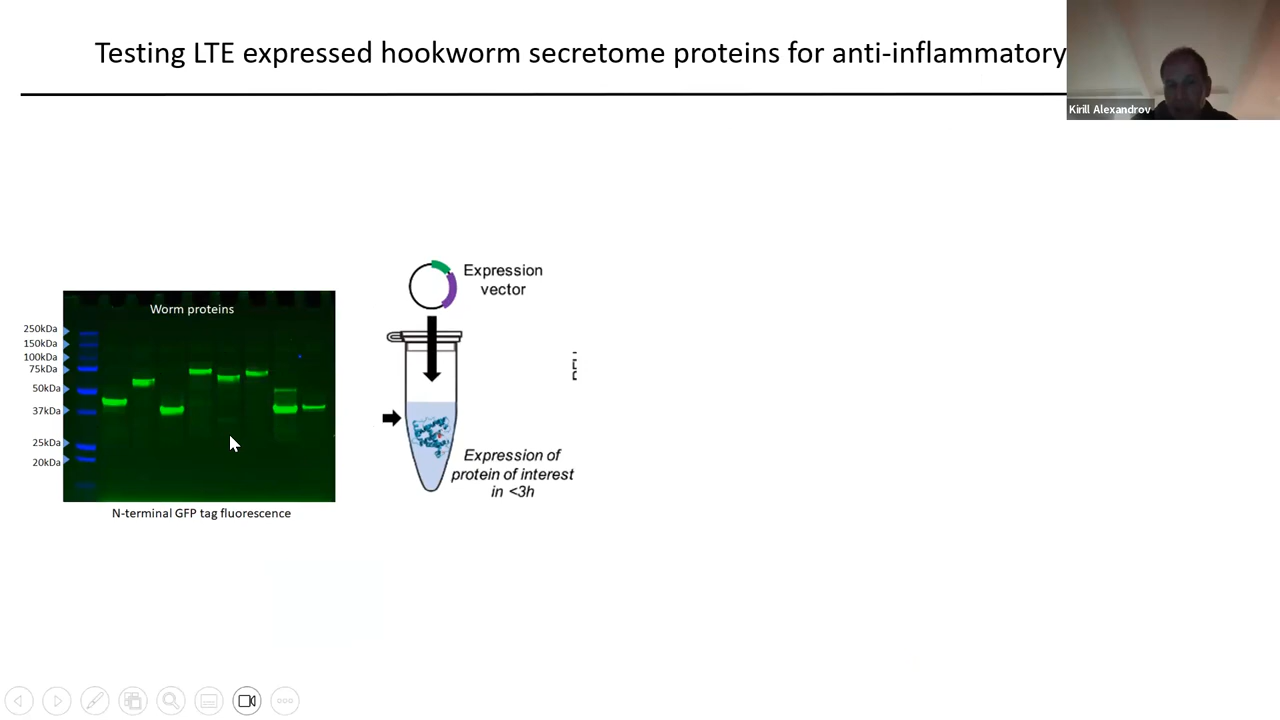 Testing LTE expressed hookworm secretome proteins for anti-inflammatory
Kirill Alexandrov
Expression
vector
Worm proteins
250kDa
150kDa
100kDa
75kDa
50kDa
37kDa
25kDa
20kDa
Expression of
protein of interest
in <3h
N-terminal GFP tag fluorescence